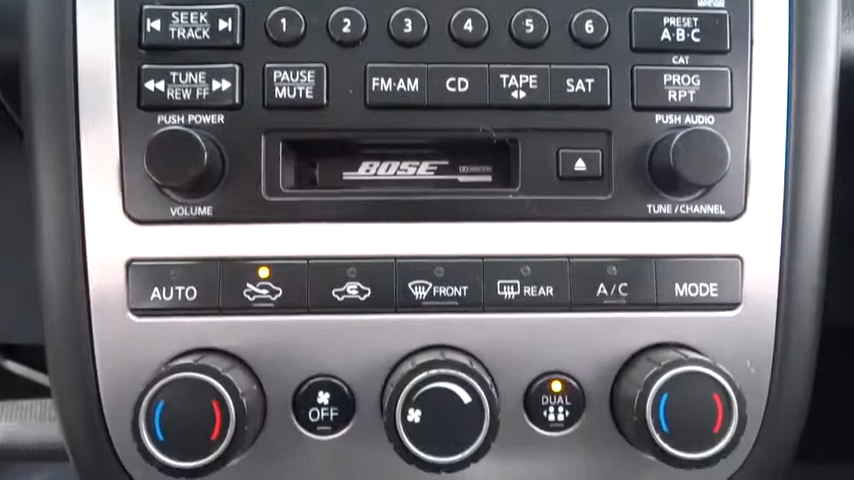 SEEK
TRACK
1 2 3 4 5 6
PRESET
A·B·C
CAT
TUNE
REW FF
PAUSE
MUTE
FM·AM CD TAPE SAT
PROG
RPT
PUSH POWER
PUSH AUDIO
BOSE
VOLUME
TUNE / CHANNEL
AUTO
FRONT
REAR
A/C
MODE
OFF
DUAL